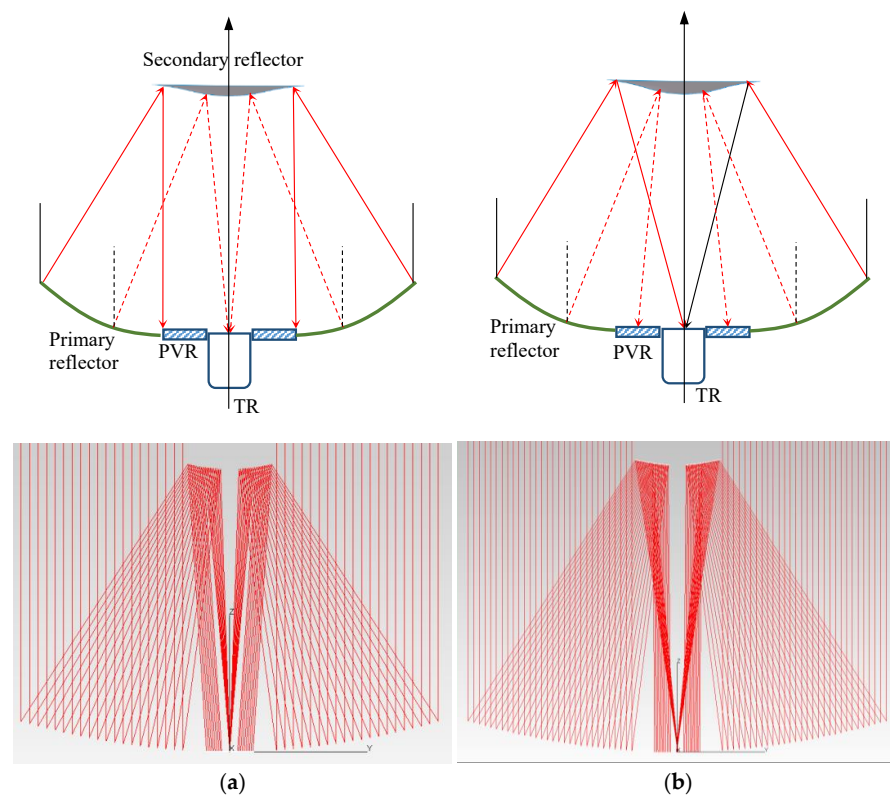 Secondary reflector
Primary
reflector
PVR
TR
Primary
reflector
PVR
TR
Z
X
Y
Z
X
Y
(a)
(b)